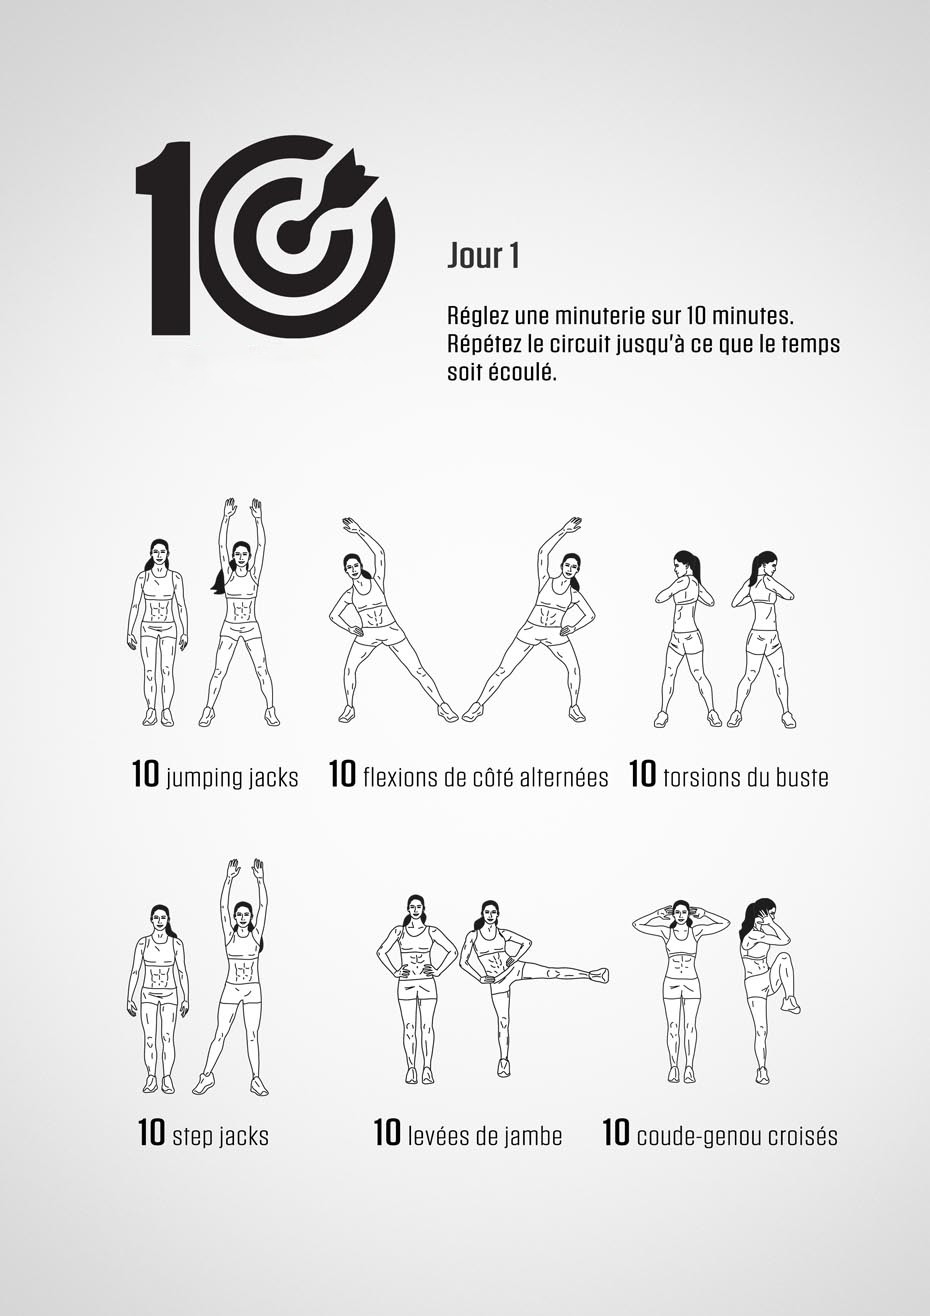 10
Jour 1
Réglez une minuterie sur 10 minutes.
Répétez le circuit jusqu'à ce que le temps
soit écoulé.
10 jumping jacks
10 flexions de côté alternées
10 torsions du buste
10 step jacks
10 levées de jambe
10 coude-genou croisés